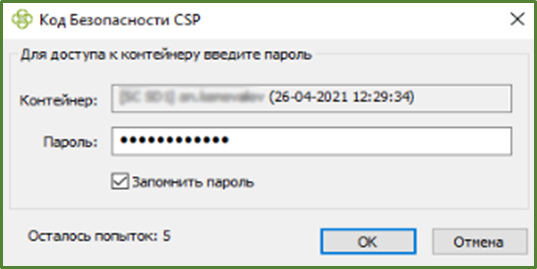 Код Безопасности CSP
Для доступа к контейнеру введите пароль
Контейнер: (26-04-2021 12:29:34)
Пароль: ••••••••••••
Запомнить пароль
Осталось попыток: 5
OK Отмена